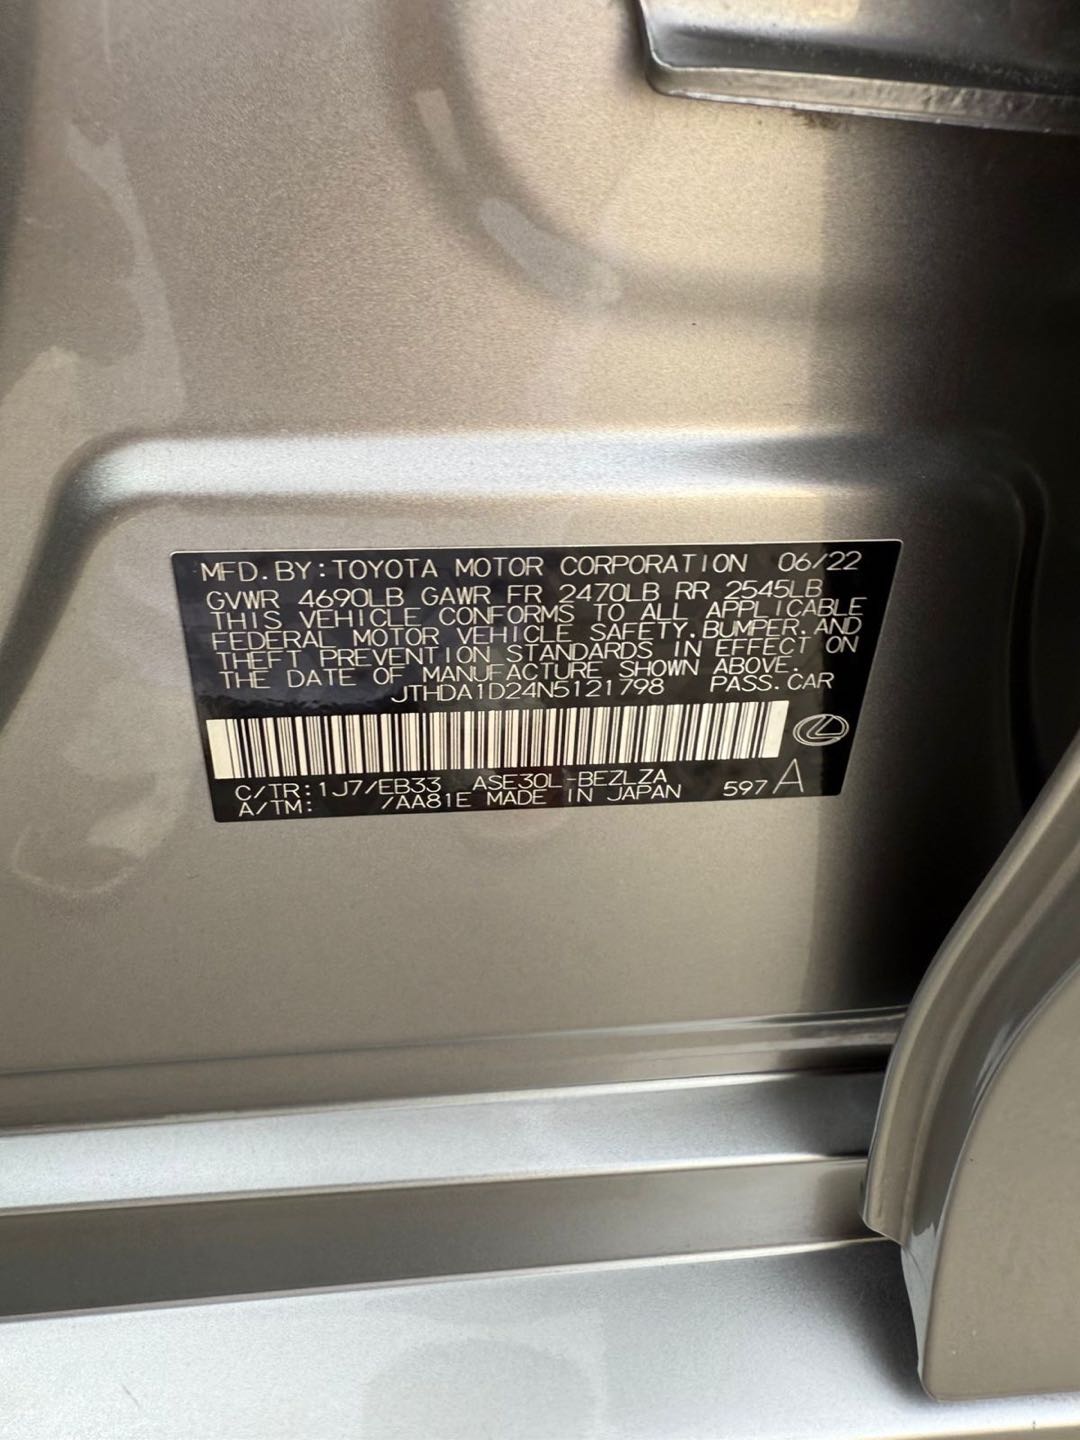 MFD.BY:TOYOTA MOTOR CORPORATION 06/22
GVWR 4690LB GAWR FR 2470LB RR 2545LB
THIS VEHICLE CONFORMS TO ALL APPLICABLE
FEDERAL MOTOR VEHICLE SAFETY,BUMPER,AND
THEFT PREVENTION STANDARDS IN EFFECT ON
THE DATE OF MANUFACTURE SHOWN ABOVE.
JTHDA1D24N5121798 PASS.CAR
C/TR:1J7/EB33 ASE30L-BEZLZA
A/TM: /AA81E MADE IN JAPAN 597A